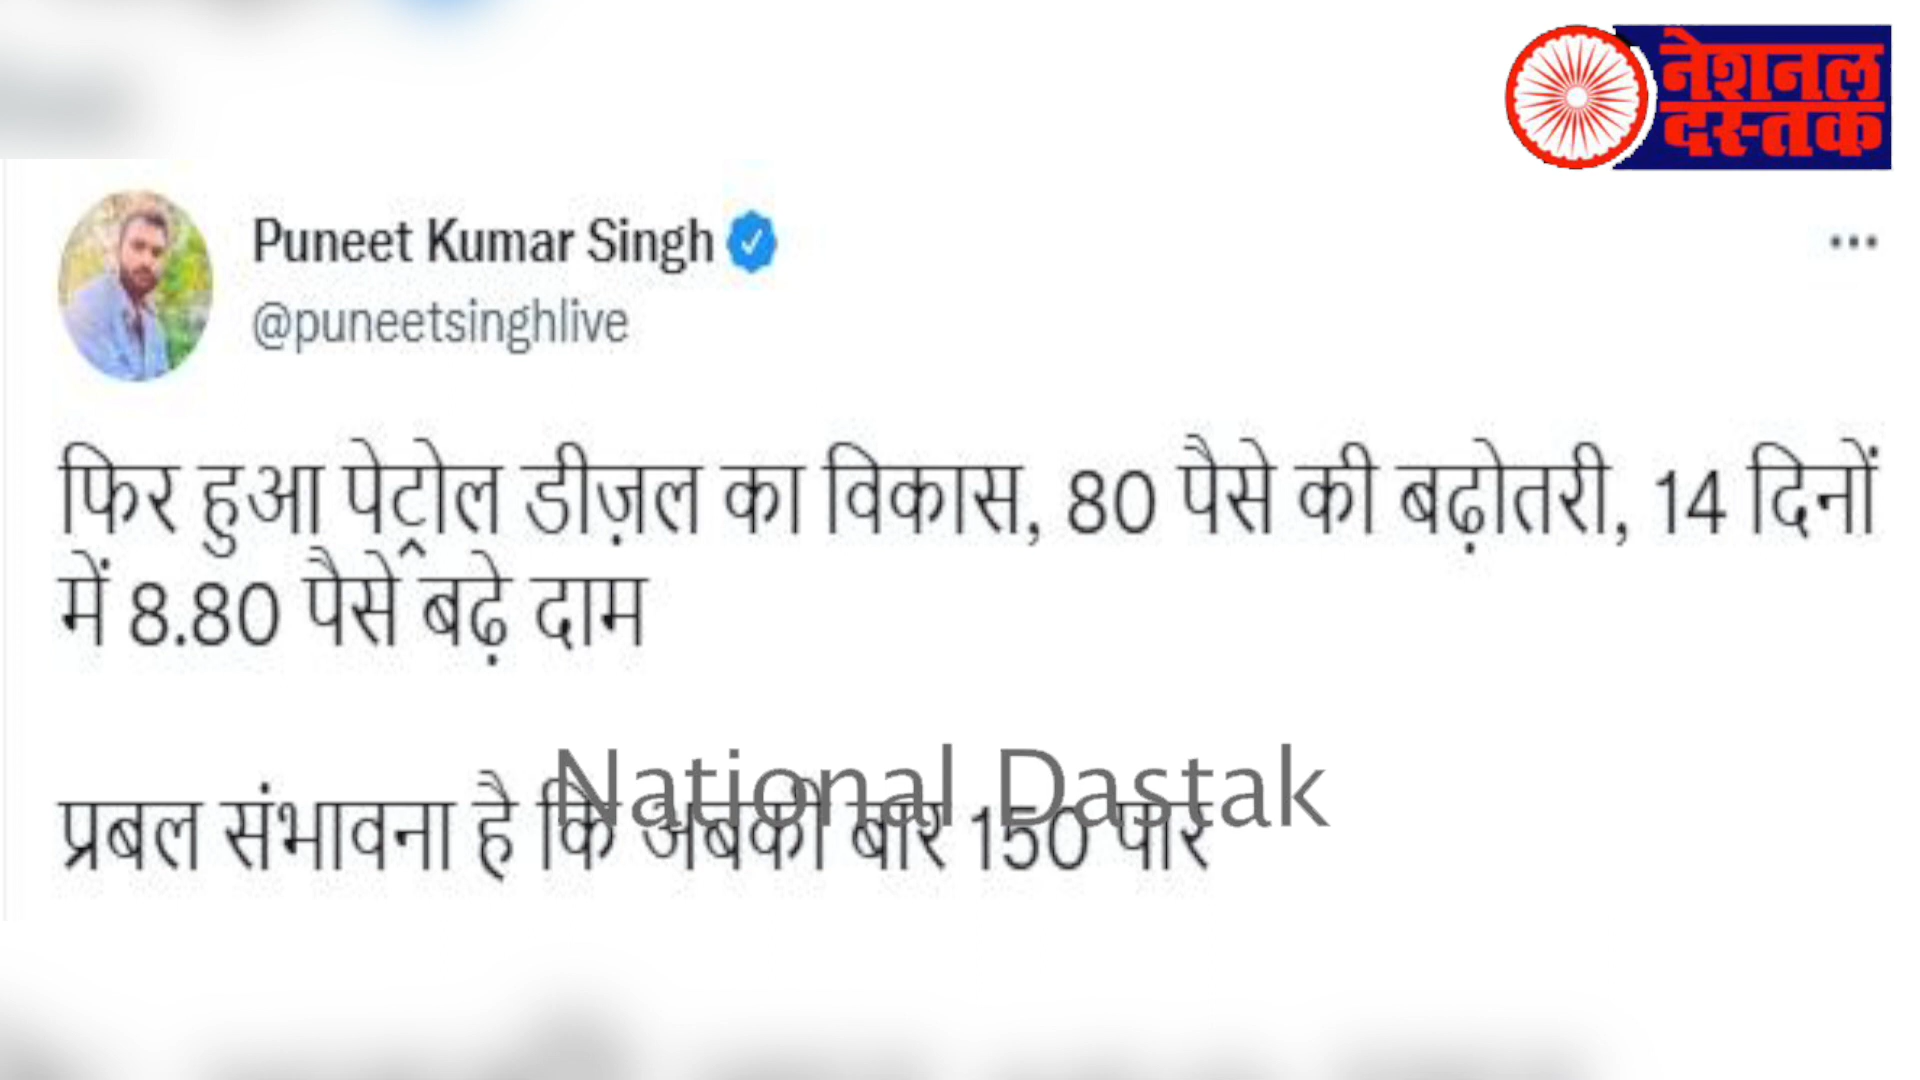 नेशनल
दस्तक
Puneet Kumar Singh
@puneetsinghlive
फिर हुआ पेट्रोल डीज़ल का विकास, 80 पैसे की बढ़ोतरी, 14 दिनों
में 8.80 पैसे बढ़े दाम
National Dastak
प्रबल संभावना है कि अबकी बार 150 पार